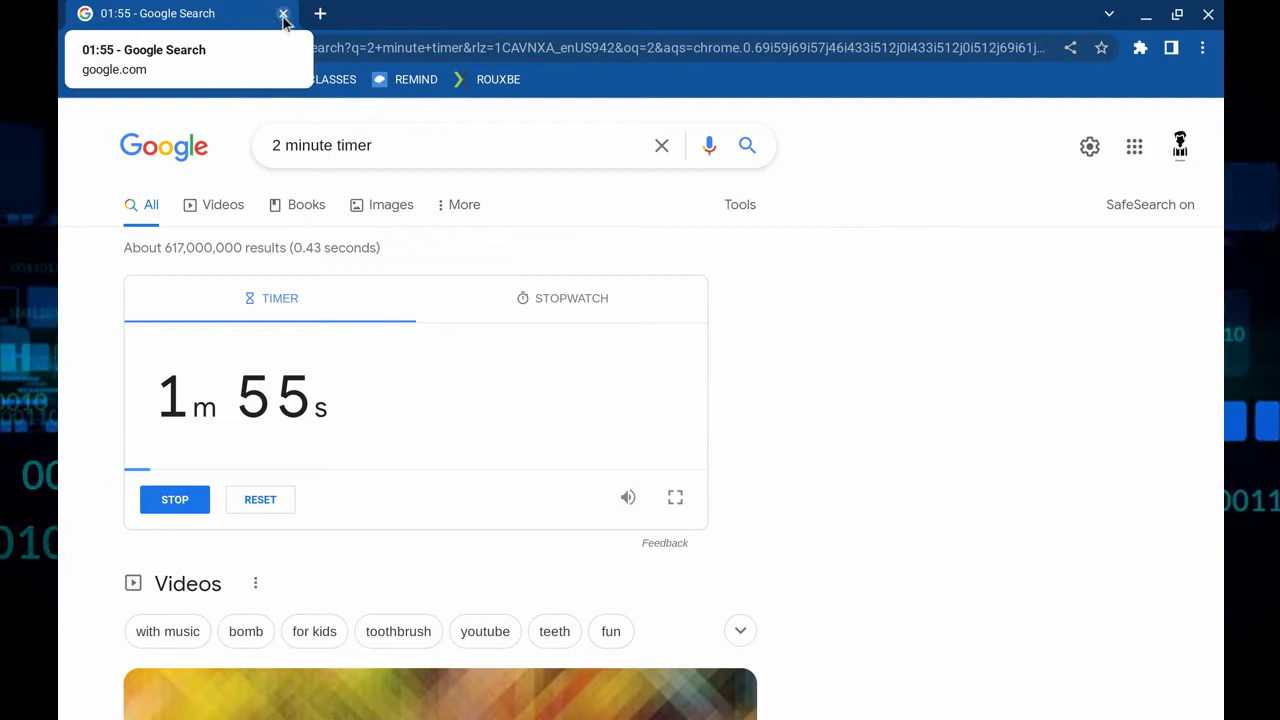 01:55 - Google Search
01:55 - Google Search
google.com
earch?q=2+minute+timer&rlz=1CAVNXA_enUS942&oq=2&aqs=chrome.0.69i59j69i57j46i433i512j0i433i512j0i512j69i61j...
CLASSES
REMIND
ROUXBE
Google
2 minute timer
All
Videos
Books
Images
More
Tools
SafeSearch on
About 617,000,000 results (0.43 seconds)
TIMER
STOPWATCH
1m 55s
STOP
RESET
Feedback
Videos
with music
bomb
for kids
toothbrush
youtube
teeth
fun